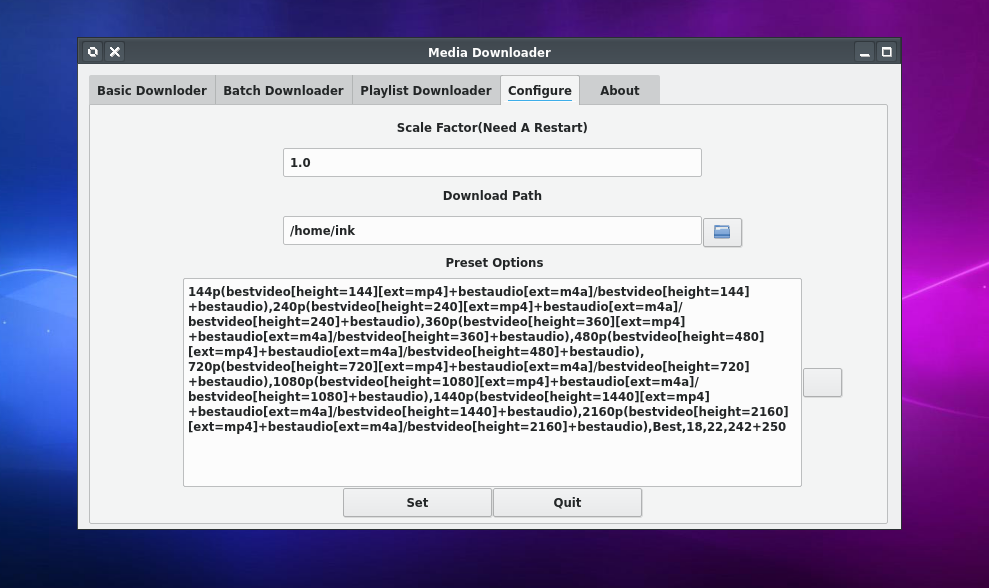 Media Downloader
Basic Downloder Batch Downloader Playlist Downloader Configure About
Scale Factor(Need A Restart)
1.0
Download Path
/home/ink
Preset Options
144p(bestvideo[height=144][ext=mp4]+bestaudio[ext=m4a]/bestvideo[height=144]
+bestaudio),240p(bestvideo[height=240][ext=mp4]+bestaudio[ext=m4a]/
bestvideo[height=240]+bestaudio),360p(bestvideo[height=360][ext=mp4]
+bestaudio[ext=m4a]/bestvideo[height=360]+bestaudio),480p(bestvideo[height=480]
[ext=mp4]+bestaudio[ext=m4a]/bestvideo[height=480]+bestaudio),
720p(bestvideo[height=720][ext=mp4]+bestaudio[ext=m4a]/bestvideo[height=720]
+bestaudio),1080p(bestvideo[height=1080][ext=mp4]+bestaudio[ext=m4a]/
bestvideo[height=1080]+bestaudio),1440p(bestvideo[height=1440][ext=mp4]
+bestaudio[ext=m4a]/bestvideo[height=1440]+bestaudio),2160p(bestvideo[height=2160]
[ext=mp4]+bestaudio[ext=m4a]/bestvideo[height=2160]+bestaudio),Best,18,22,242+250
Set Quit